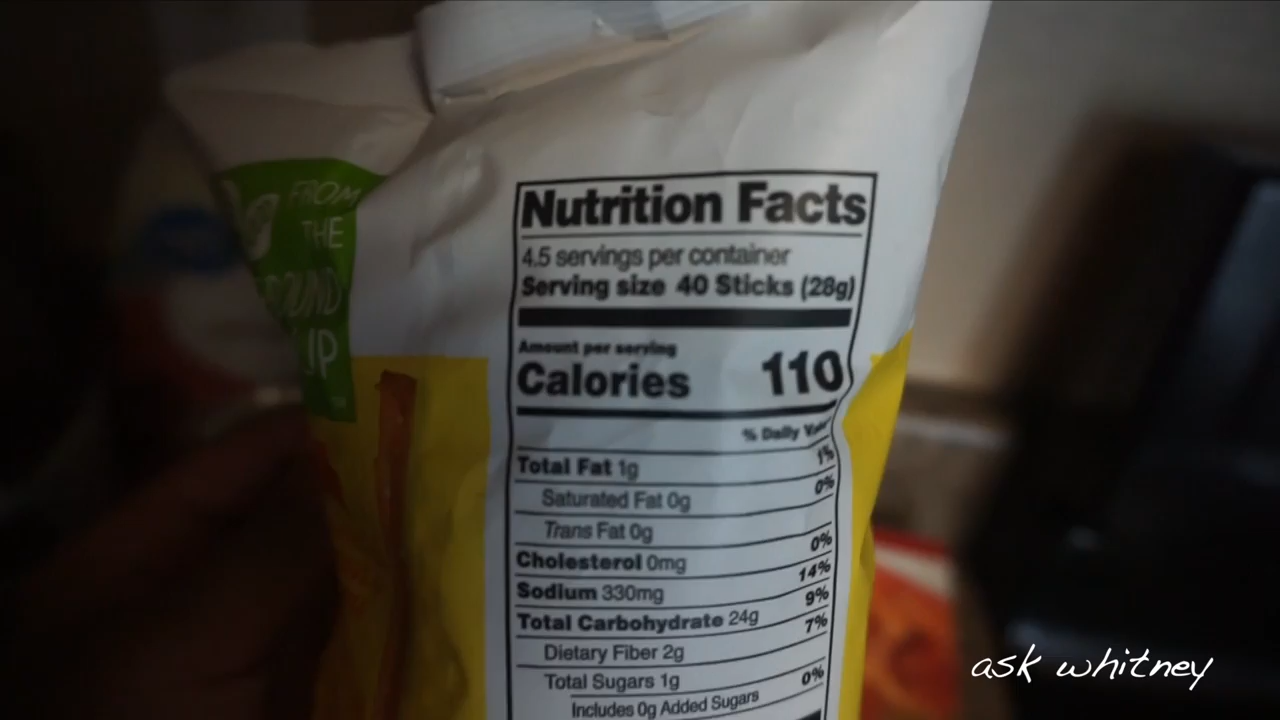 FROM
THE
UP
Nutrition Facts
4.5 servings per container
Serving size 40 Sticks (28g)
Amount per serving
Calories 110
% Daily
Total Fat 1g 1%
Saturated Fat 0g 0%
Trans Fat 0g
Cholesterol 0mg 0%
Sodium 330mg 14%
Total Carbohydrate 24g 9%
Dietary Fiber 2g 7%
Total Sugars 1g
Includes 0g Added Sugars 0%
ask whitney